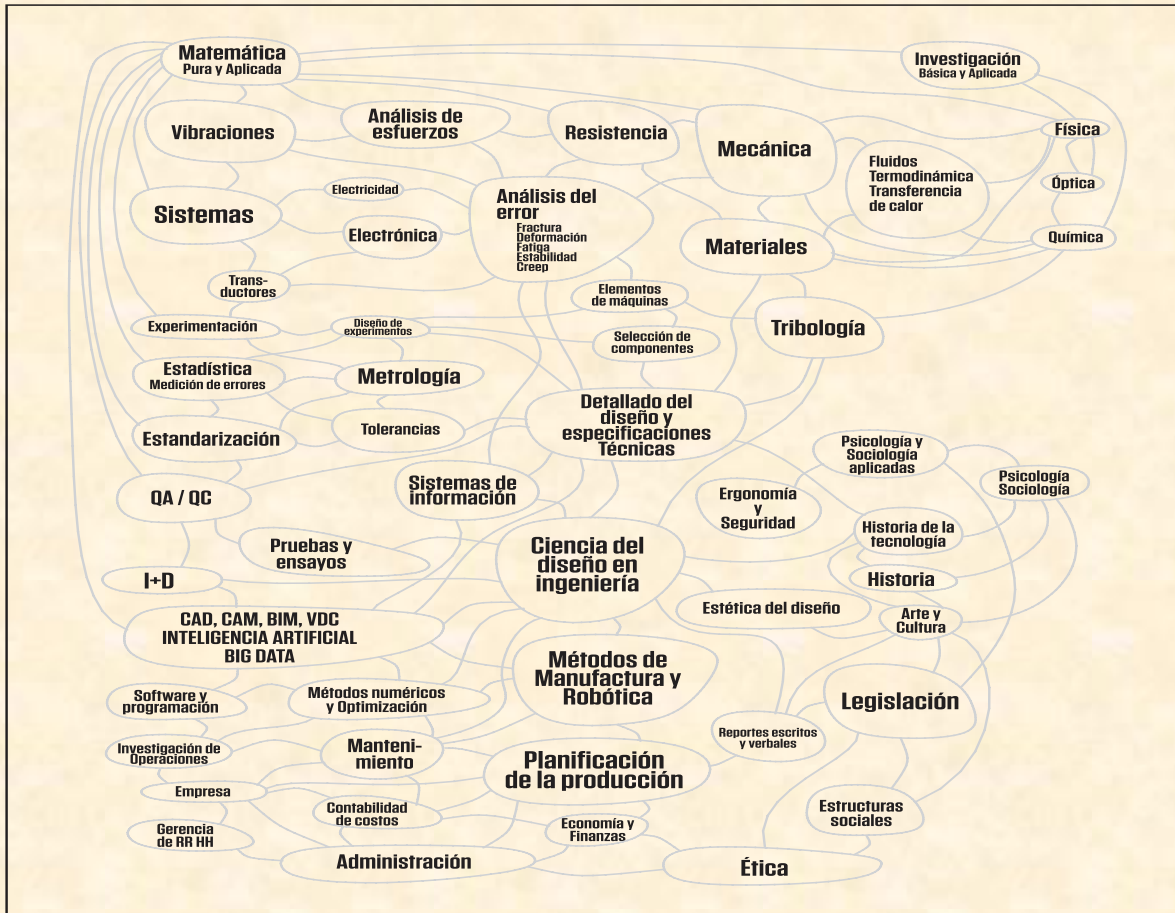 Matemática
Pura y Aplicada
Investigación
Básica y Aplicada
Vibraciones
Análisis de
esfuerzos
Resistencia
Mecánica
Física
Fluidos
Termodinámica
Transferencia
de calor
Óptica
Química
Electricidad
Sistemas
Electrónica
Análisis del
error
Fractura
Deformación
Fatiga
Estabilidad
Creep
Materiales
Trans-
ductores
Elementos
de máquinas
Experimentación
Diseño de
experimentos
Selección de
componentes
Tribología
Estadística
Medición de errores
Metrología
Estandarización
Tolerancias
Detallado del
diseño y
especificaciones
Técnicas
Psicología y
Sociología
aplicadas
Psicología
Sociología
QA / QC
Sistemas de
información
Ergonomía
y
Seguridad
Historia de la
tecnología
Pruebas y
ensayos
Ciencia del
diseño en
ingeniería
I+D
Historia
Estética del diseño
Arte y
Cultura
CAD, CAM, BIM, VDC
INTELIGENCIA ARTIFICIAL
BIG DATA
Métodos de
Manufactura y
Robótica
Software y
programación
Métodos numéricos
y Optimización
Legislación
Reportes escritos
y verbales
Investigación de
Operaciones
Manteni-
miento
Planificación
de la producción
Empresa
Contabilidad
de costos
Economía y
Finanzas
Estructuras
sociales
Gerencia
de RR HH
Administración
Ética